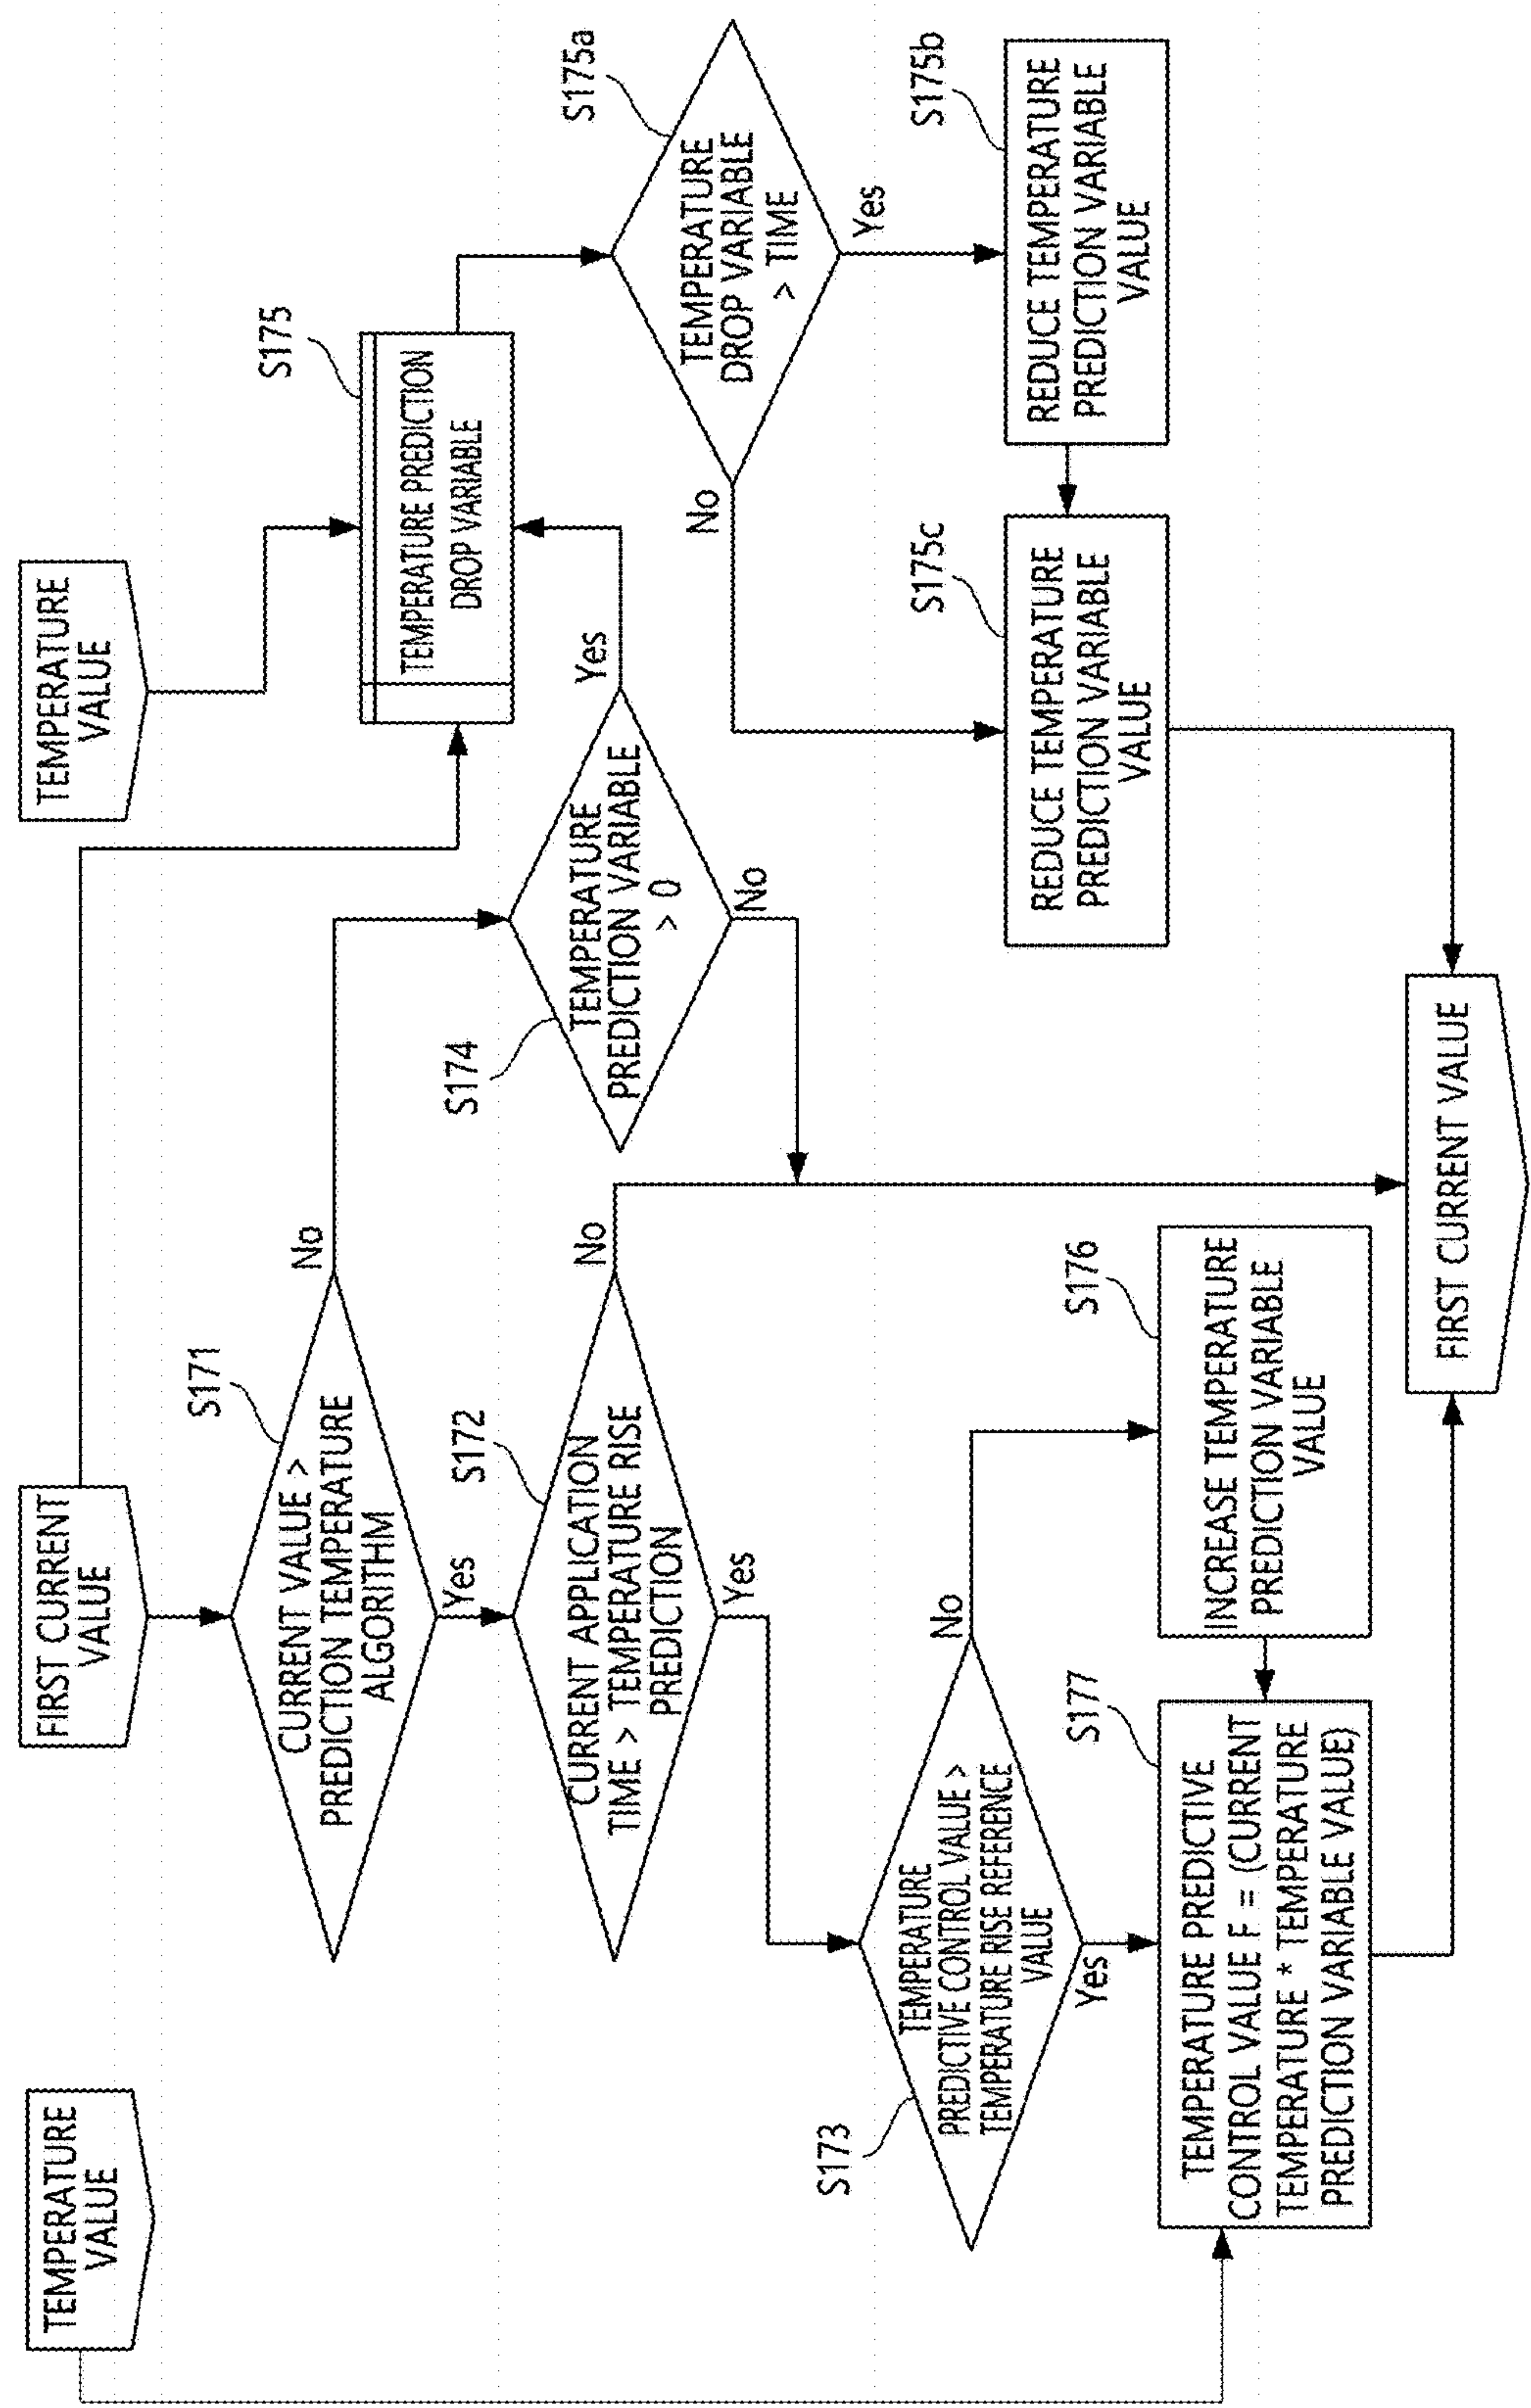 TEMPERATURE
VALUE
FIRST CURRENT
VALUE
TEMPERATURE
VALUE
S171
CURRENT VALUE >
PREDICTION TEMPERATURE
ALGORITHM
No
Yes
S175
TEMPERATURE PREDICTION
DROP VARIABLE
S172
CURRENT APPLICATION
TIME > TEMPERATURE RISE
PREDICTION
No
Yes
S174
TEMPERATURE
PREDICTION VARIABLE
> 0
Yes
No
S175a
TEMPERATURE
DROP VARIABLE
> TIME
No
Yes
S173
TEMPERATURE
PREDICTIVE CONTROL VALUE >
TEMPERATURE RISE REFERENCE
VALUE
No
Yes
S175c
REDUCE TEMPERATURE
PREDICTION VARIABLE
VALUE
S175b
REDUCE TEMPERATURE
PREDICTION VARIABLE
VALUE
S177
TEMPERATURE PREDICTIVE
CONTROL VALUE F = (CURRENT
TEMPERATURE * TEMPERATURE
PREDICTION VARIABLE VALUE)
S176
INCREASE TEMPERATURE
PREDICTION VARIABLE
VALUE
FIRST CURRENT VALUE